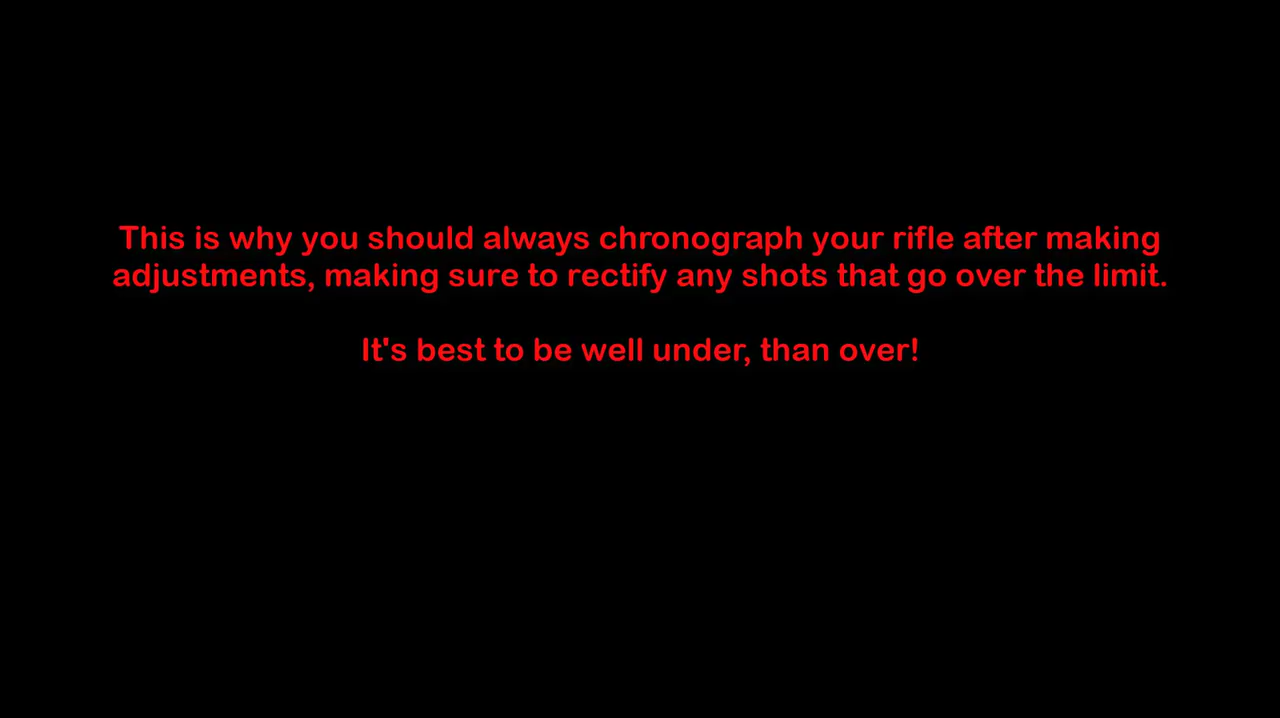 This is why you should always chronograph your rifle after making
adjustments, making sure to rectify any shots that go over the limit.
It's best to be well under, than over!